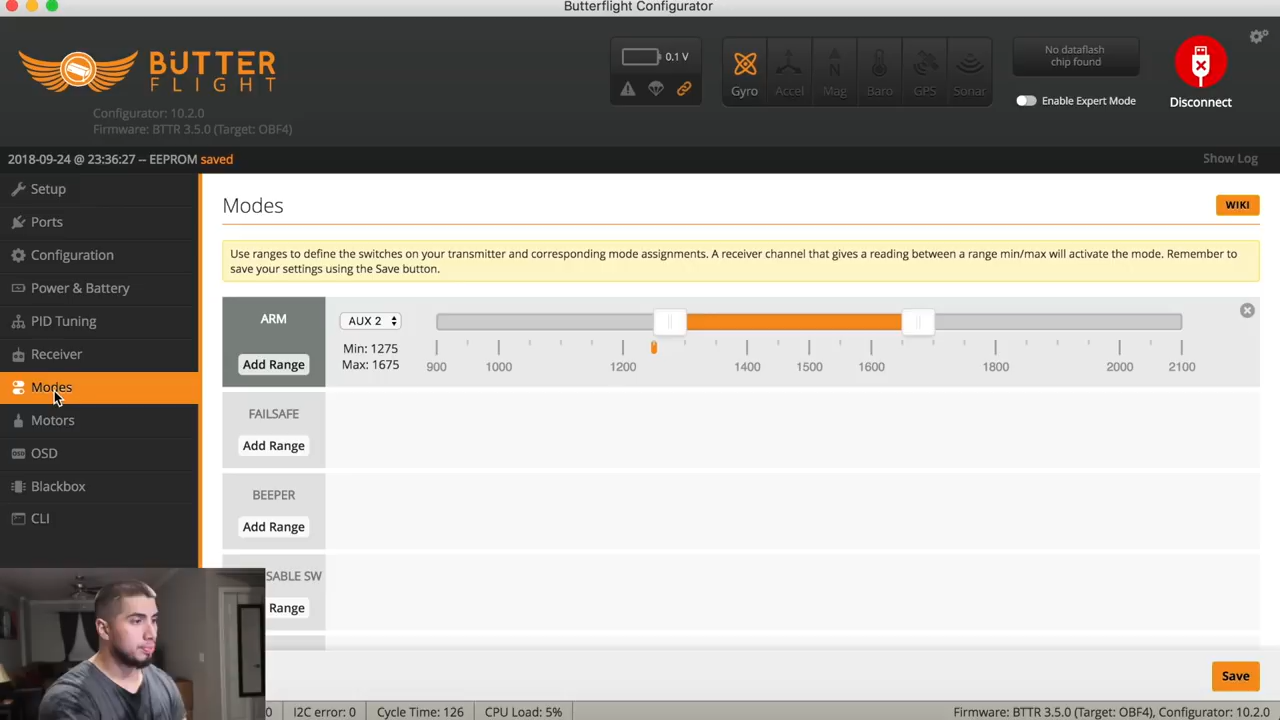 Butterflight Configurator
BUTTER
FLIGHT
Configurator: 10.2.0
Firmware: BTTR 3.5.0 (Target: OBF4)
0.1 V
Gyro
Accel
Mag
Baro
GPS
Sonar
No dataflash
chip found
Enable Expert Mode
Disconnect
2018-09-24 @ 23:36:27 -- EEPROM saved
Show Log
Setup
Ports
Configuration
Power & Battery
PID Tuning
Receiver
Modes
Motors
OSD
Blackbox
CLI
Modes
WIKI
Use ranges to define the switches on your transmitter and corresponding mode assignments. A receiver channel that gives a reading between a range min/max will activate the mode. Remember to
save your settings using the Save button.
ARM
Add Range
AUX 2
Min: 1275
Max: 1675
900 1000 1200 1400 1500 1600 1800 2000 2100
FAILSAFE
Add Range
BEEPER
Add Range
SABLE SW
Range
Save
0 I2C error: 0 Cycle Time: 126 CPU Load: 5%
Firmware: BTTR 3.5.0 (Target: OBF4), Configurator: 10.2.0